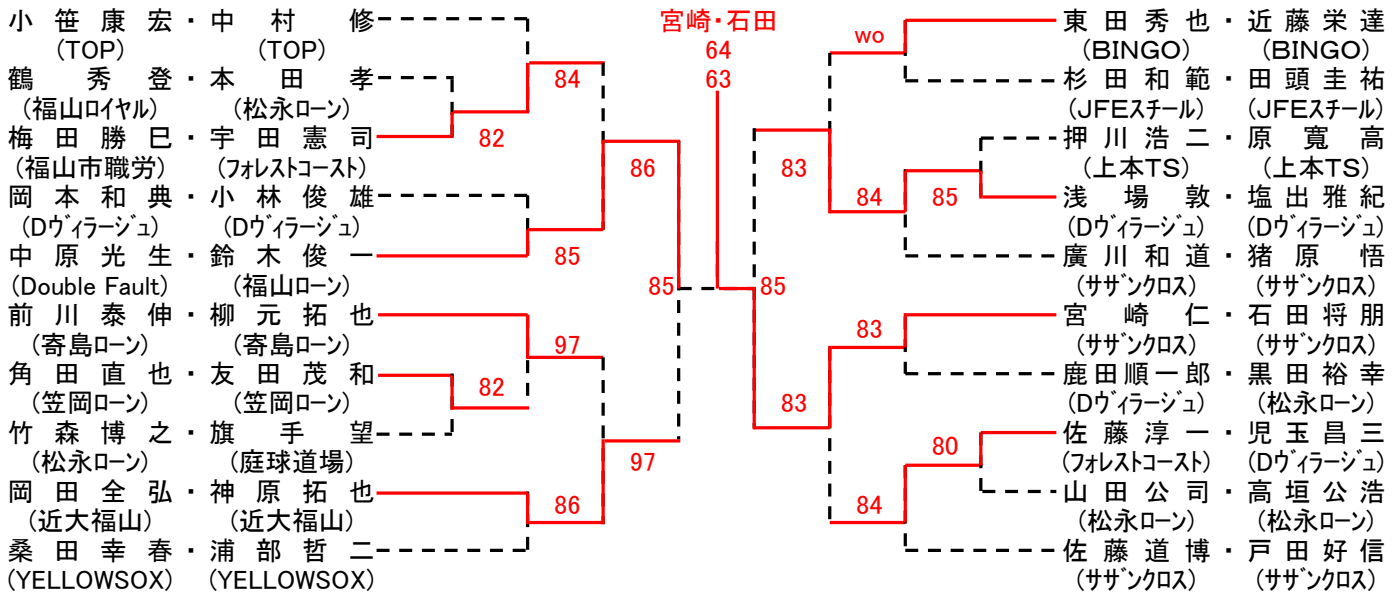 小笹康宏・中村修
(TOP) (TOP)
鶴秀登・本田孝
(福山ロイヤル) (松永ローン)
84
梅田勝巳・宇田憲司
(福山市職労) (フォレストコースト)
82
岡本和典・小林俊雄
(Dヴィラージュ) (Dヴィラージュ)
86
中原光生・鈴木俊一
(Double Fault) (福山ローン)
85
85
前川泰伸・柳元拓也
(寄島ローン) (寄島ローン)
97
角田直也・友田茂和
(笠岡ローン) (笠岡ローン)
82
竹森博之・旗手望
(松永ローン) (庭球道場)
97
岡田全弘・神原拓也
(近大福山) (近大福山)
86
桑田幸春・浦部哲二
(YELLOWSOX) (YELLOWSOX)
宮崎・石田
64
63
東田秀也・近藤栄達
(BINGO) (BINGO)
wo
杉田和範・田頭圭祐
(JFEスチール) (JFEスチール)
押川浩二・原寛高
(上本TS) (上本TS)
83
浅場敦・塩出雅紀
(Dヴィラージュ) (Dヴィラージュ)
84
85
廣川和道・猪原悟
(サザンクロス) (サザンクロス)
85
宮崎仁・石田将朋
(サザンクロス) (サザンクロス)
83
鹿田順一郎・黒田裕幸
(Dヴィラージュ) (松永ローン)
83
佐藤淳一・児玉昌三
(フォレストコースト) (Dヴィラージュ)
80
山田公司・高垣公浩
(松永ローン) (松永ローン)
84
佐藤道博・戸田好信
(サザンクロス) (サザンクロス)